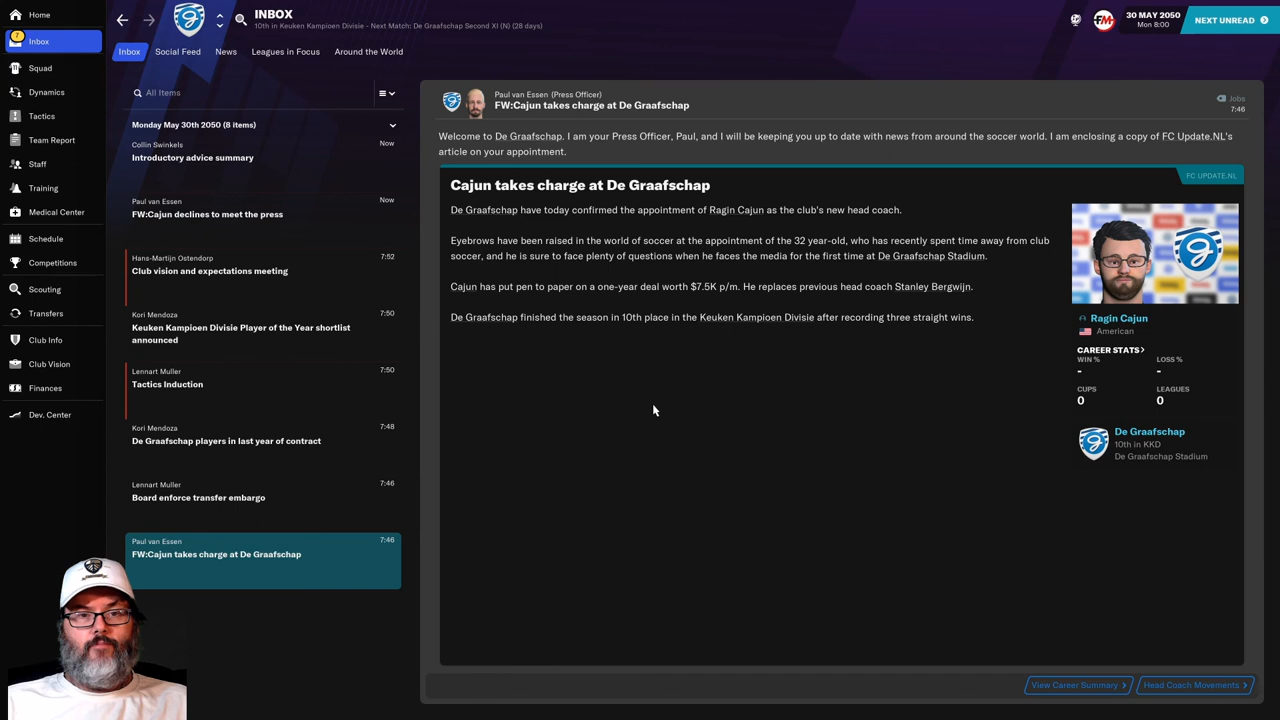 Home
Inbox
7
Squad
Dynamics
Tactics
Team Report
Staff
Training
Medical Center
Schedule
Competitions
Scouting
Transfers
Club Info
Club Vision
Finances
Dev. Center
INBOX
10th in Keuken Kampioen Divisie - Next Match: De Graafschap Second XI (N) (28 days)
FM
30 MAY 2050
Mon 8:00
NEXT UNREAD
Inbox
Social Feed
News
Leagues in Focus
Around the World
All Items
Monday May 30th 2050 (8 items)
Collin Swinkels
Now
Introductory advice summary
Paul van Essen
Now
FW:Cajun declines to meet the press
Hans-Martijn Ostendorp
7:52
Club vision and expectations meeting
Kori Mendoza
7:50
Keuken Kampioen Divisie Player of the Year shortlist
announced
Lennart Muller
7:50
Tactics Induction
Kori Mendoza
7:48
De Graafschap players in last year of contract
Lennart Muller
7:46
Board enforce transfer embargo
Paul van Essen
7:46
FW:Cajun takes charge at De Graafschap
Paul van Essen (Press Officer)
FW:Cajun takes charge at De Graafschap
Jobs
7:46
Welcome to De Graafschap. I am your Press Officer, Paul, and I will be keeping you up to date with news from around the soccer world. I am enclosing a copy of FC Update.NL's
article on your appointment.
FC UPDATE.NL
Cajun takes charge at De Graafschap
De Graafschap have today confirmed the appointment of Ragin Cajun as the club's new head coach.
Eyebrows have been raised in the world of soccer at the appointment of the 32 year-old, who has recently spent time away from club
soccer, and he is sure to face plenty of questions when he faces the media for the first time at De Graafschap Stadium.
Cajun has put pen to paper on a one-year deal worth $7.5K p/m. He replaces previous head coach Stanley Bergwijn.
De Graafschap finished the season in 10th place in the Keuken Kampioen Divisie after recording three straight wins.
Ragin Cajun
American
CAREER STATS
WIN %
LOSS %
-
-
CUPS
LEAGUES
0
0
De Graafschap
10th in KKD
De Graafschap Stadium
View Career Summary
Head Coach Movements